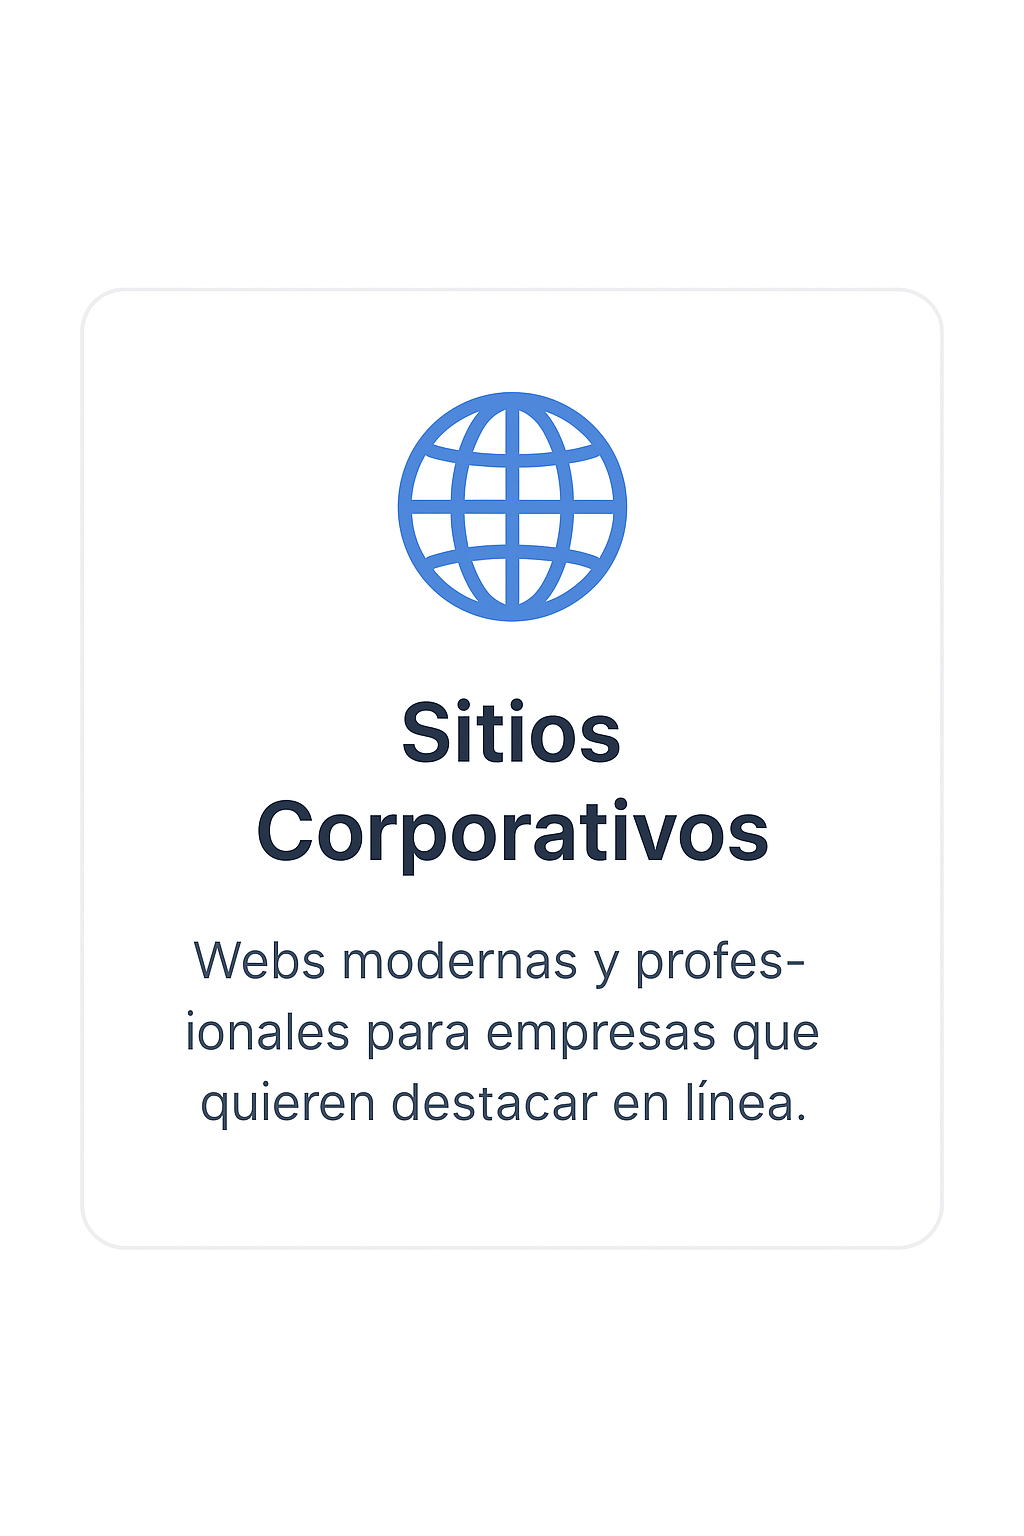 Sitios
Corporativos
Webs modernas y profes-
ionales para empresas que
quieren destacar en línea.